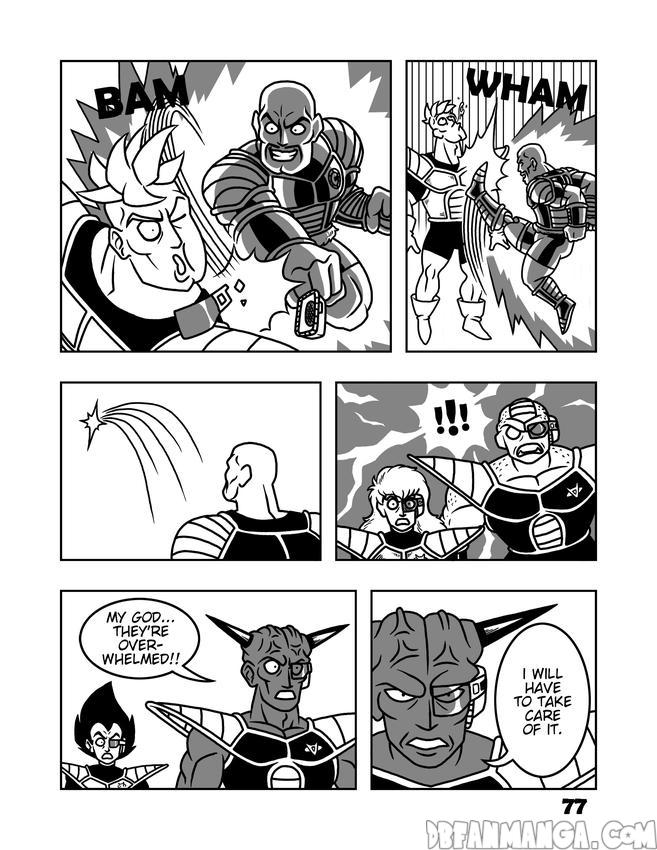 BAM
WHAM
!!!
MY GOD...
THEY'RE
OVER-
WHELMED!!
I WILL
HAVE
TO TAKE
CARE
OF IT.
77
DBFANMANGA.COM